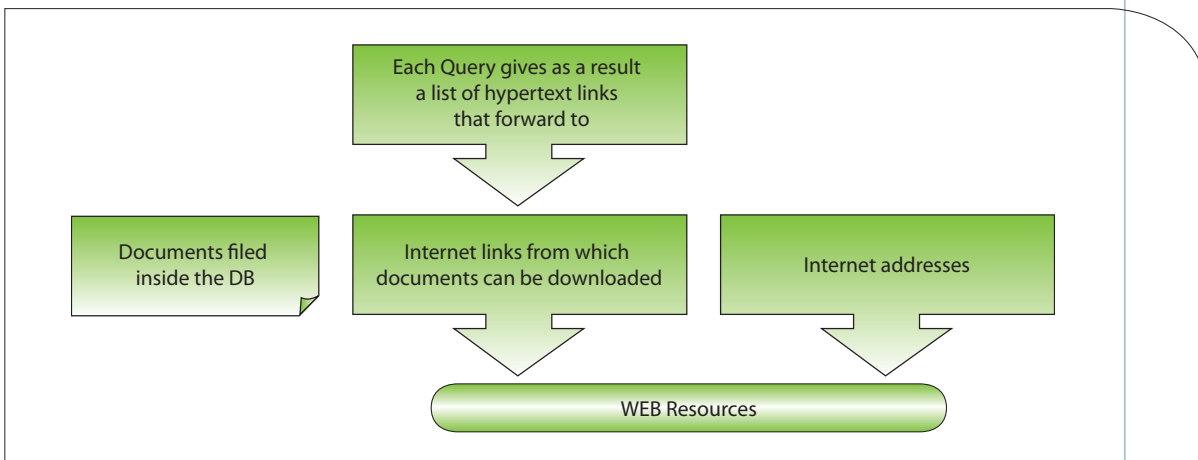 Each Query gives as a result
a list of hypertext links
that forward to
Documents filed
inside the DB
Internet links from which
documents can be downloaded
Internet addresses
WEB Resources